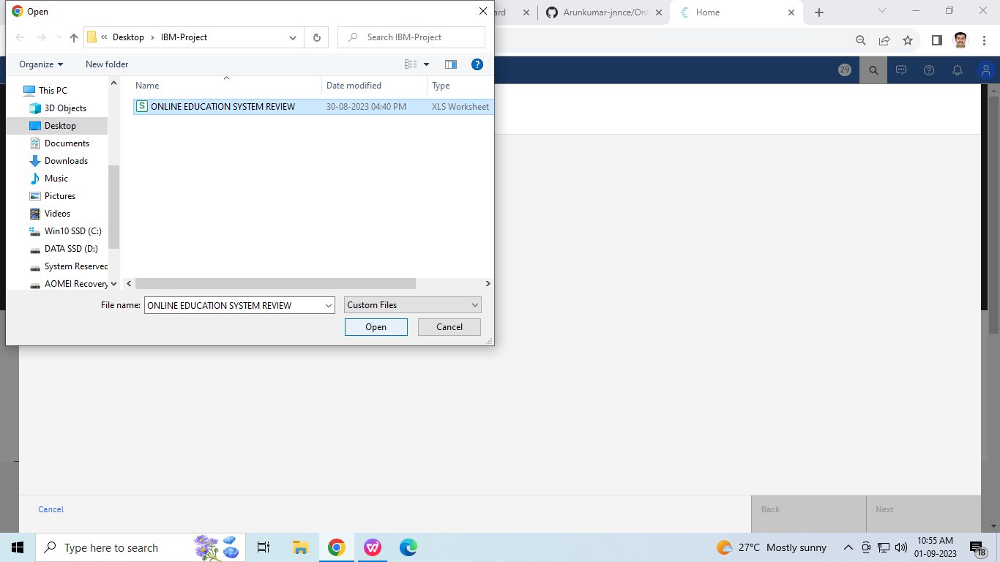 Open
ard
Arunkumar-jnnce/Onl
Home
Desktop
IBM-Project
Search IBM-Project
Organize
New folder
29
Name
Date modified
Type
This PC
ONLINE EDUCATION SYSTEM REVIEW
30-08-2023 04:40 PM
XLS Worksheet
3D Objects
Desktop
Documents
Downloads
Music
Pictures
Videos
Win10 SSD (C:)
DATA SSD (D:)
System Reserved
AOMEI Recovery
File name:
ONLINE EDUCATION SYSTEM REVIEW
Custom Files
Open
Cancel
Cancel
Back
Next
Type here to search
27°C Mostly sunny
10:55 AM
01-09-2023
18